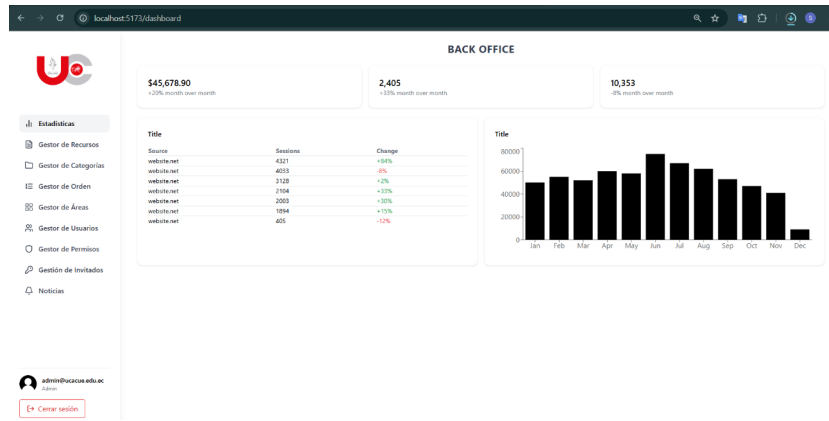 localhost:5173/dashboard
S
UC
BACK OFFICE
$45,678.90
+20% month over month
2,405
+33% month over month
10,353
-8% month over month
Estadísticas
Gestor de Recursos
Gestor de Categorías
Gestor de Orden
Gestor de Áreas
Gestor de Usuarios
Gestor de Permisos
Gestión de Invitados
Noticias
Title
Source Sessions Change
website.net 4321 +84%
website.net 4033 -8%
website.net 3128 +2%
website.net 2104 +33%
website.net 2003 +30%
website.net 1894 +15%
website.net 405 -12%
Title
80000
60000
40000
20000
0
Jan Feb Mar Apr May Jun Jul Aug Sep Oct Nov Dec
admin@ucacue.edu.ec
Admin
Cerrar sesión